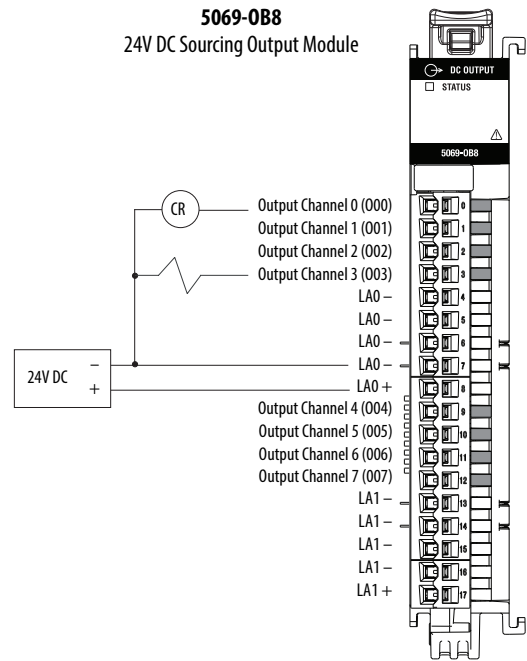 5069-OB8
24V DC Sourcing Output Module
DC OUTPUT
STATUS
5069-OB8
CR
Output Channel 0 (000) 0
Output Channel 1 (001) 1
Output Channel 2 (002) 2
Output Channel 3 (003) 3
LA0 – 4
LA0 – 5
LA0 – 6
LA0 – 7
24V DC – +
LA0 + 8
Output Channel 4 (004) 9
Output Channel 5 (005) 10
Output Channel 6 (006) 11
Output Channel 7 (007) 12
LA1 – 13
LA1 – 14
LA1 – 15
LA1 – 16
LA1 + 17